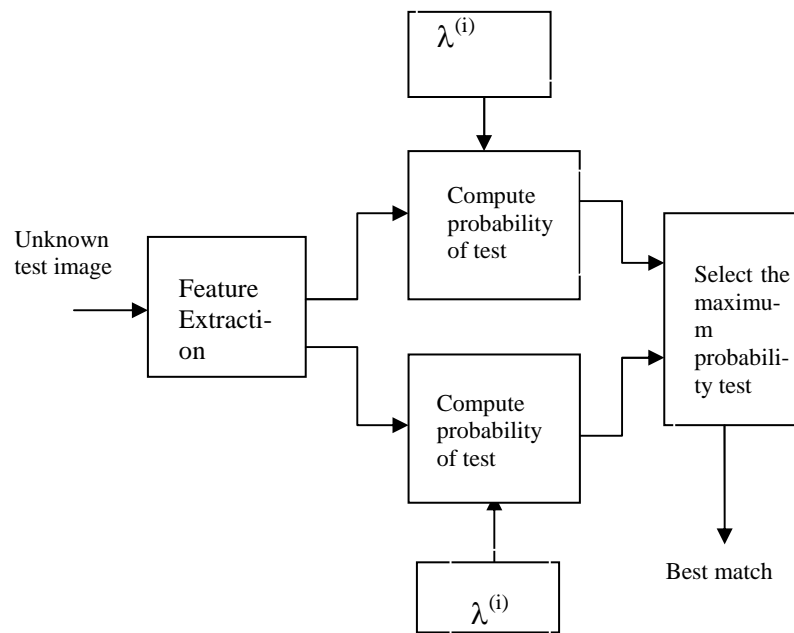 λ(i)
Compute
probability
of test
Unknown
test image
Feature
Extracti-
on
Select the
maximu-
m
probabili-
ty test
Compute
probability
of test
Best match
λ(i)